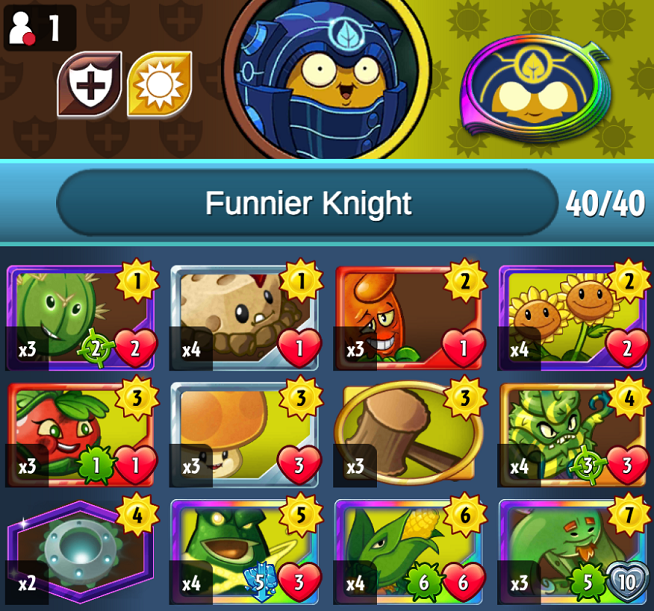 1
Funnier Knight 40/40
1 1 2 2
x3 2 2 x4 1 x3 1 x4 2
3 3 3 4
x3 1 1 x3 3 x3 x4 3 3
4 5 6 7
x2 x4 5 3 x4 6 6 x3 5 10